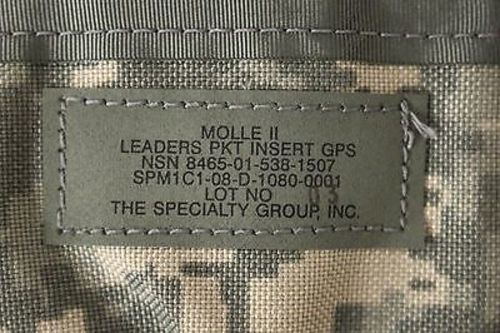 MOLLE II
LEADERS PKT INSERT GPS
NSN 8465-01-538-1507
SPM1C1-08-D-1080-0001
LOT NO 03
THE SPECIALTY GROUP, INC.